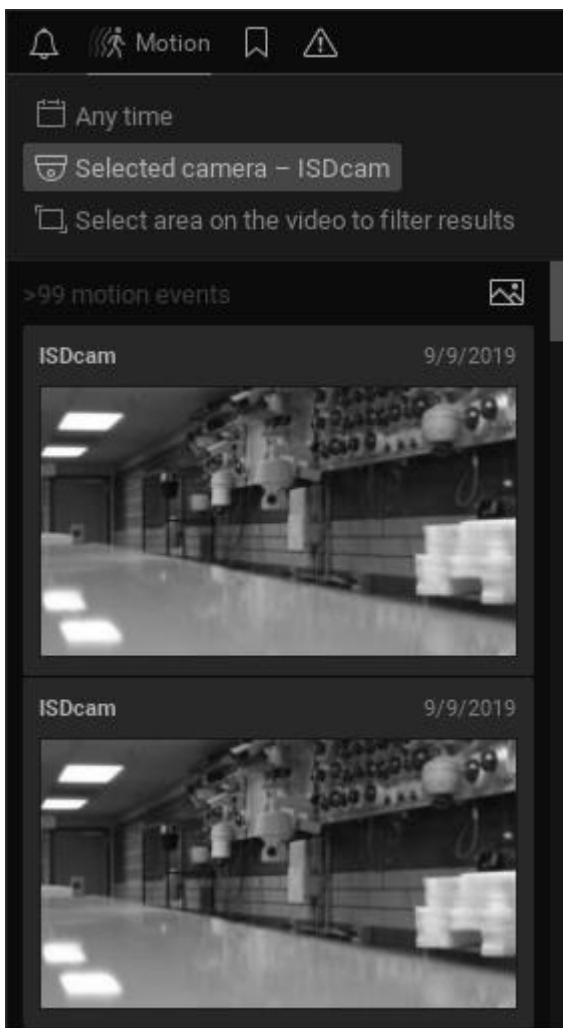 Motion
Any time
Selected camera – ISDcam
Select area on the video to filter results
>99 motion events
ISDcam 9/9/2019
ISDcam 9/9/2019